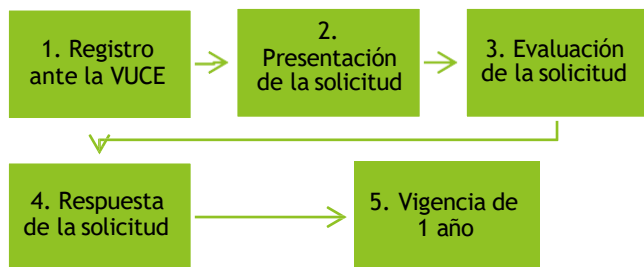 1. Registro
ante la VUCE
2.
Presentación
de la solicitud
3. Evaluación
de la solicitud
4. Respuesta
de la solicitud
5. Vigencia de
1 año